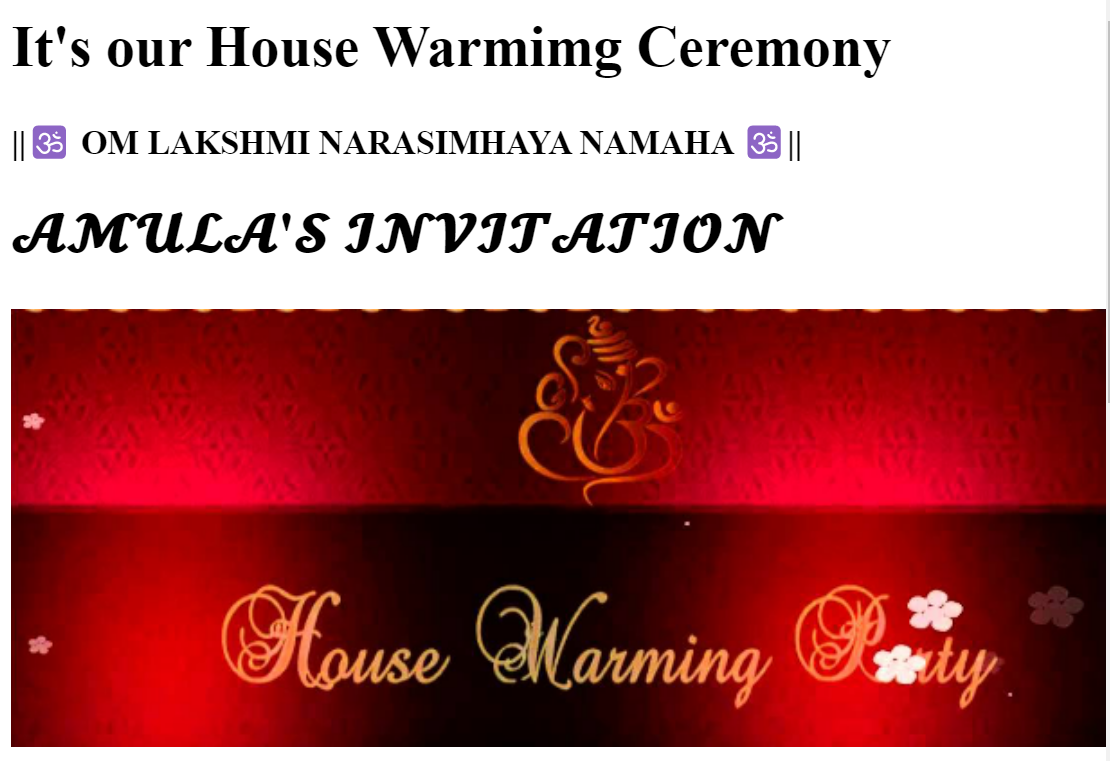 It's our House Warmimg Ceremony
||🕉 OM LAKSHMI NARASIMHAYA NAMAHA 🕉||
𝓐𝓜𝓤𝓛𝓐'𝓢 𝓘𝓝𝓥𝓘𝓣𝓐𝓣𝓘𝓞𝓝
House Warming Party